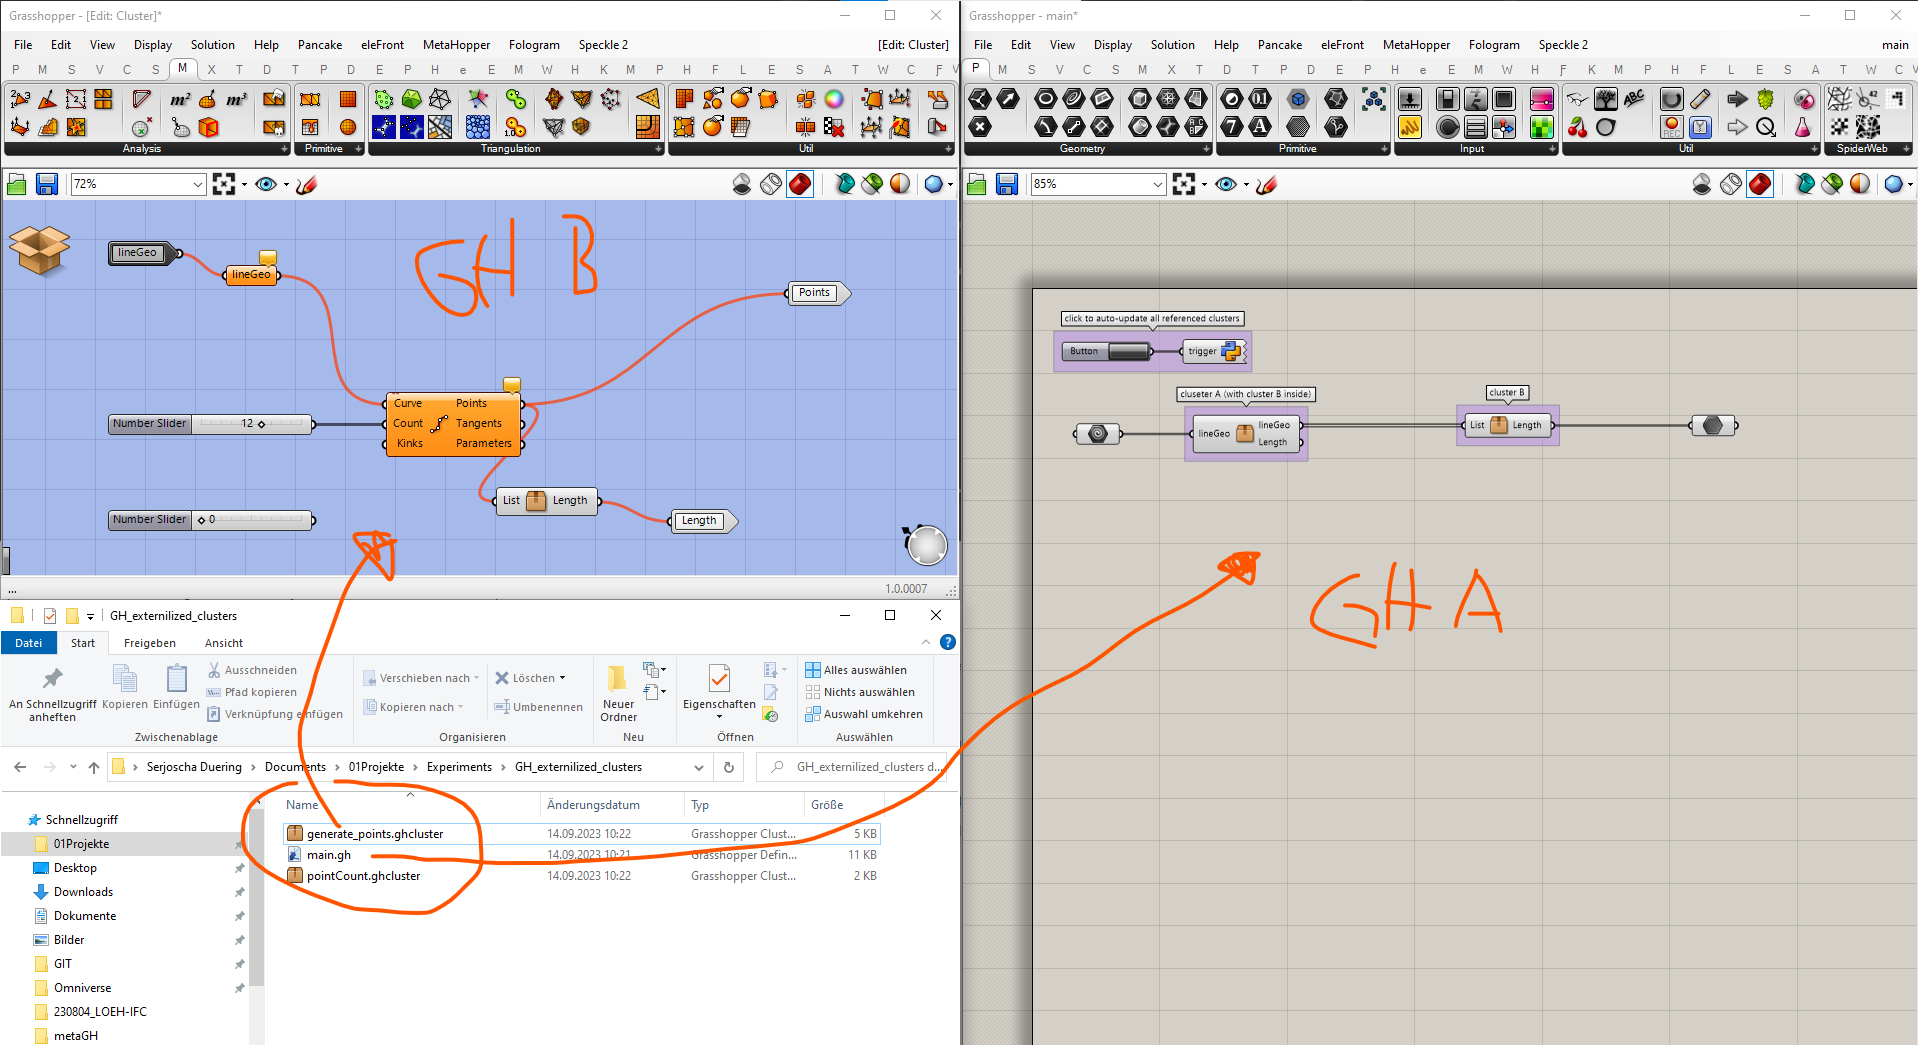 Grasshopper - [Edit: Cluster]*
File Edit View Display Solution Help Pancake eleFront MetaHopper Fologram Speckle 2 [Edit: Cluster]
P M S V C S M X T D T P D E P H e E M W H K M P H F L E S A T W C F V
Analysis Primitive Triangulation Util
72%
GH B
lineGeo
lineGeo
Points
Curve Points
Count Tangents
Kinks Parameters
Number Slider 12
List Length
Number Slider 0
Length
...
1.0.0007
GH_externilized_clusters
Datei Start Freigeben Ansicht
An Schnellzugriff anheften
Kopieren
Einfügen
Ausschneiden
Pfad kopieren
Verknüpfung einfügen
Zwischenablage
Verschieben nach
Kopieren nach
Löschen
Umbenennen
Organisieren
Neuer Ordner
Neu
Eigenschaften
Öffnen
Alles auswählen
Nichts auswählen
Auswahl umkehren
Auswählen
Serjoscha Duering › Documents › 01Projekte › Experiments › GH_externilized_clusters
GH_externilized_clusters d...
Schnellzugriff
01Projekte
Desktop
Downloads
Dokumente
Bilder
GIT
Omniverse
230804_LOEH-IFC
metaGH
Name Änderungsdatum Typ Größe
generate_points.ghcluster 14.09.2023 10:22 Grasshopper Clust... 5 KB
main.gh 14.09.2023 10:21 Grasshopper Defin... 11 KB
pointCount.ghcluster 14.09.2023 10:22 Grasshopper Clust... 2 KB
Grasshopper - main*
File Edit View Display Solution Help Pancake eleFront MetaHopper Fologram Speckle 2 main
P M S V C S M X T D T P D E P H e E M W H K M P H F L E S A T W C V
Geometry Primitive Input Util SpiderWeb
85%
click to auto-update all referenced clusters
Button trigger
cluseter A (with cluster B inside)
lineGeo lineGeo
Length
cluster B
List Length
GH A